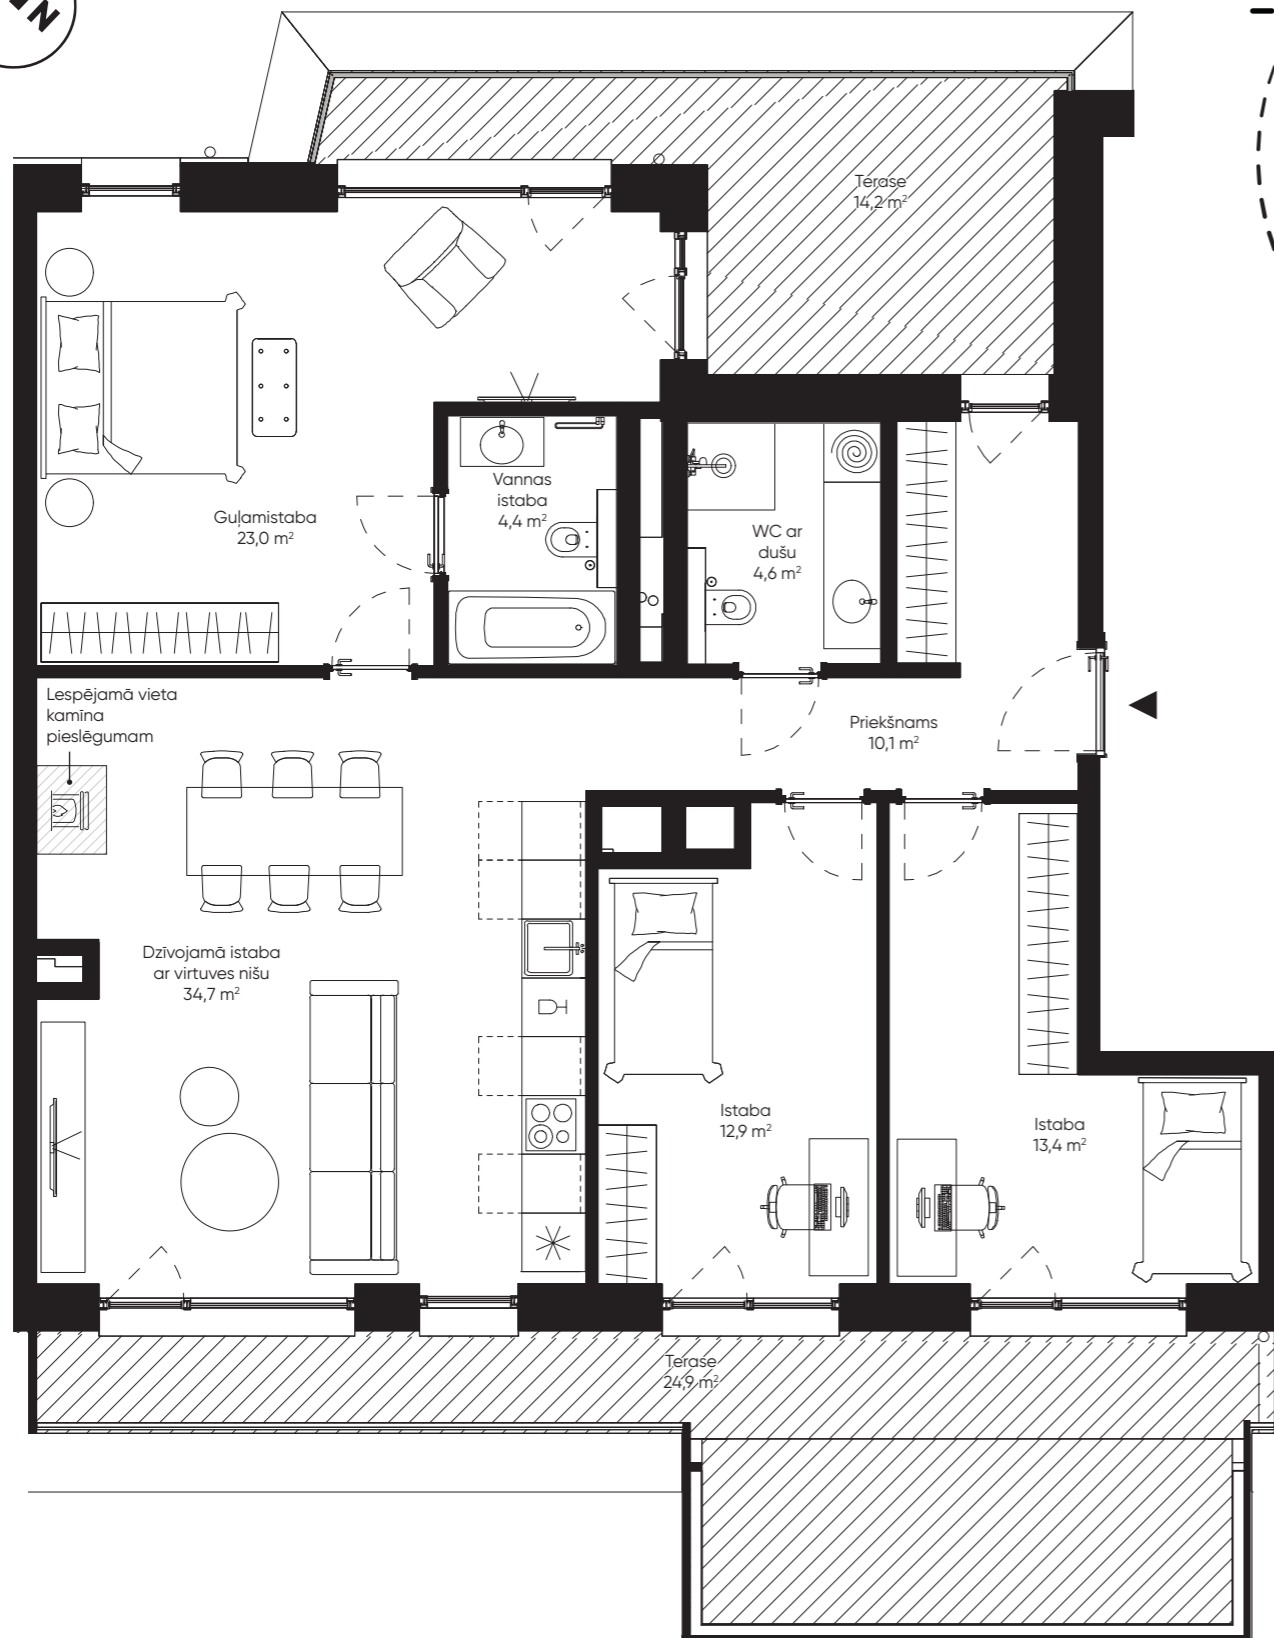 N
Terase
14,2 m²
Vannas
istaba
4,4 m²
Guļamistaba
23,0 m²
WC ar
dušu
4,6 m²
Lespējamā vieta
kamīna
pieslēgumam
Priekšnams
10,1 m²
Dzīvojamā istaba
ar virtuves nišu
34,7 m²
Istaba
12,9 m²
Istaba
13,4 m²
Terase
24,9 m²